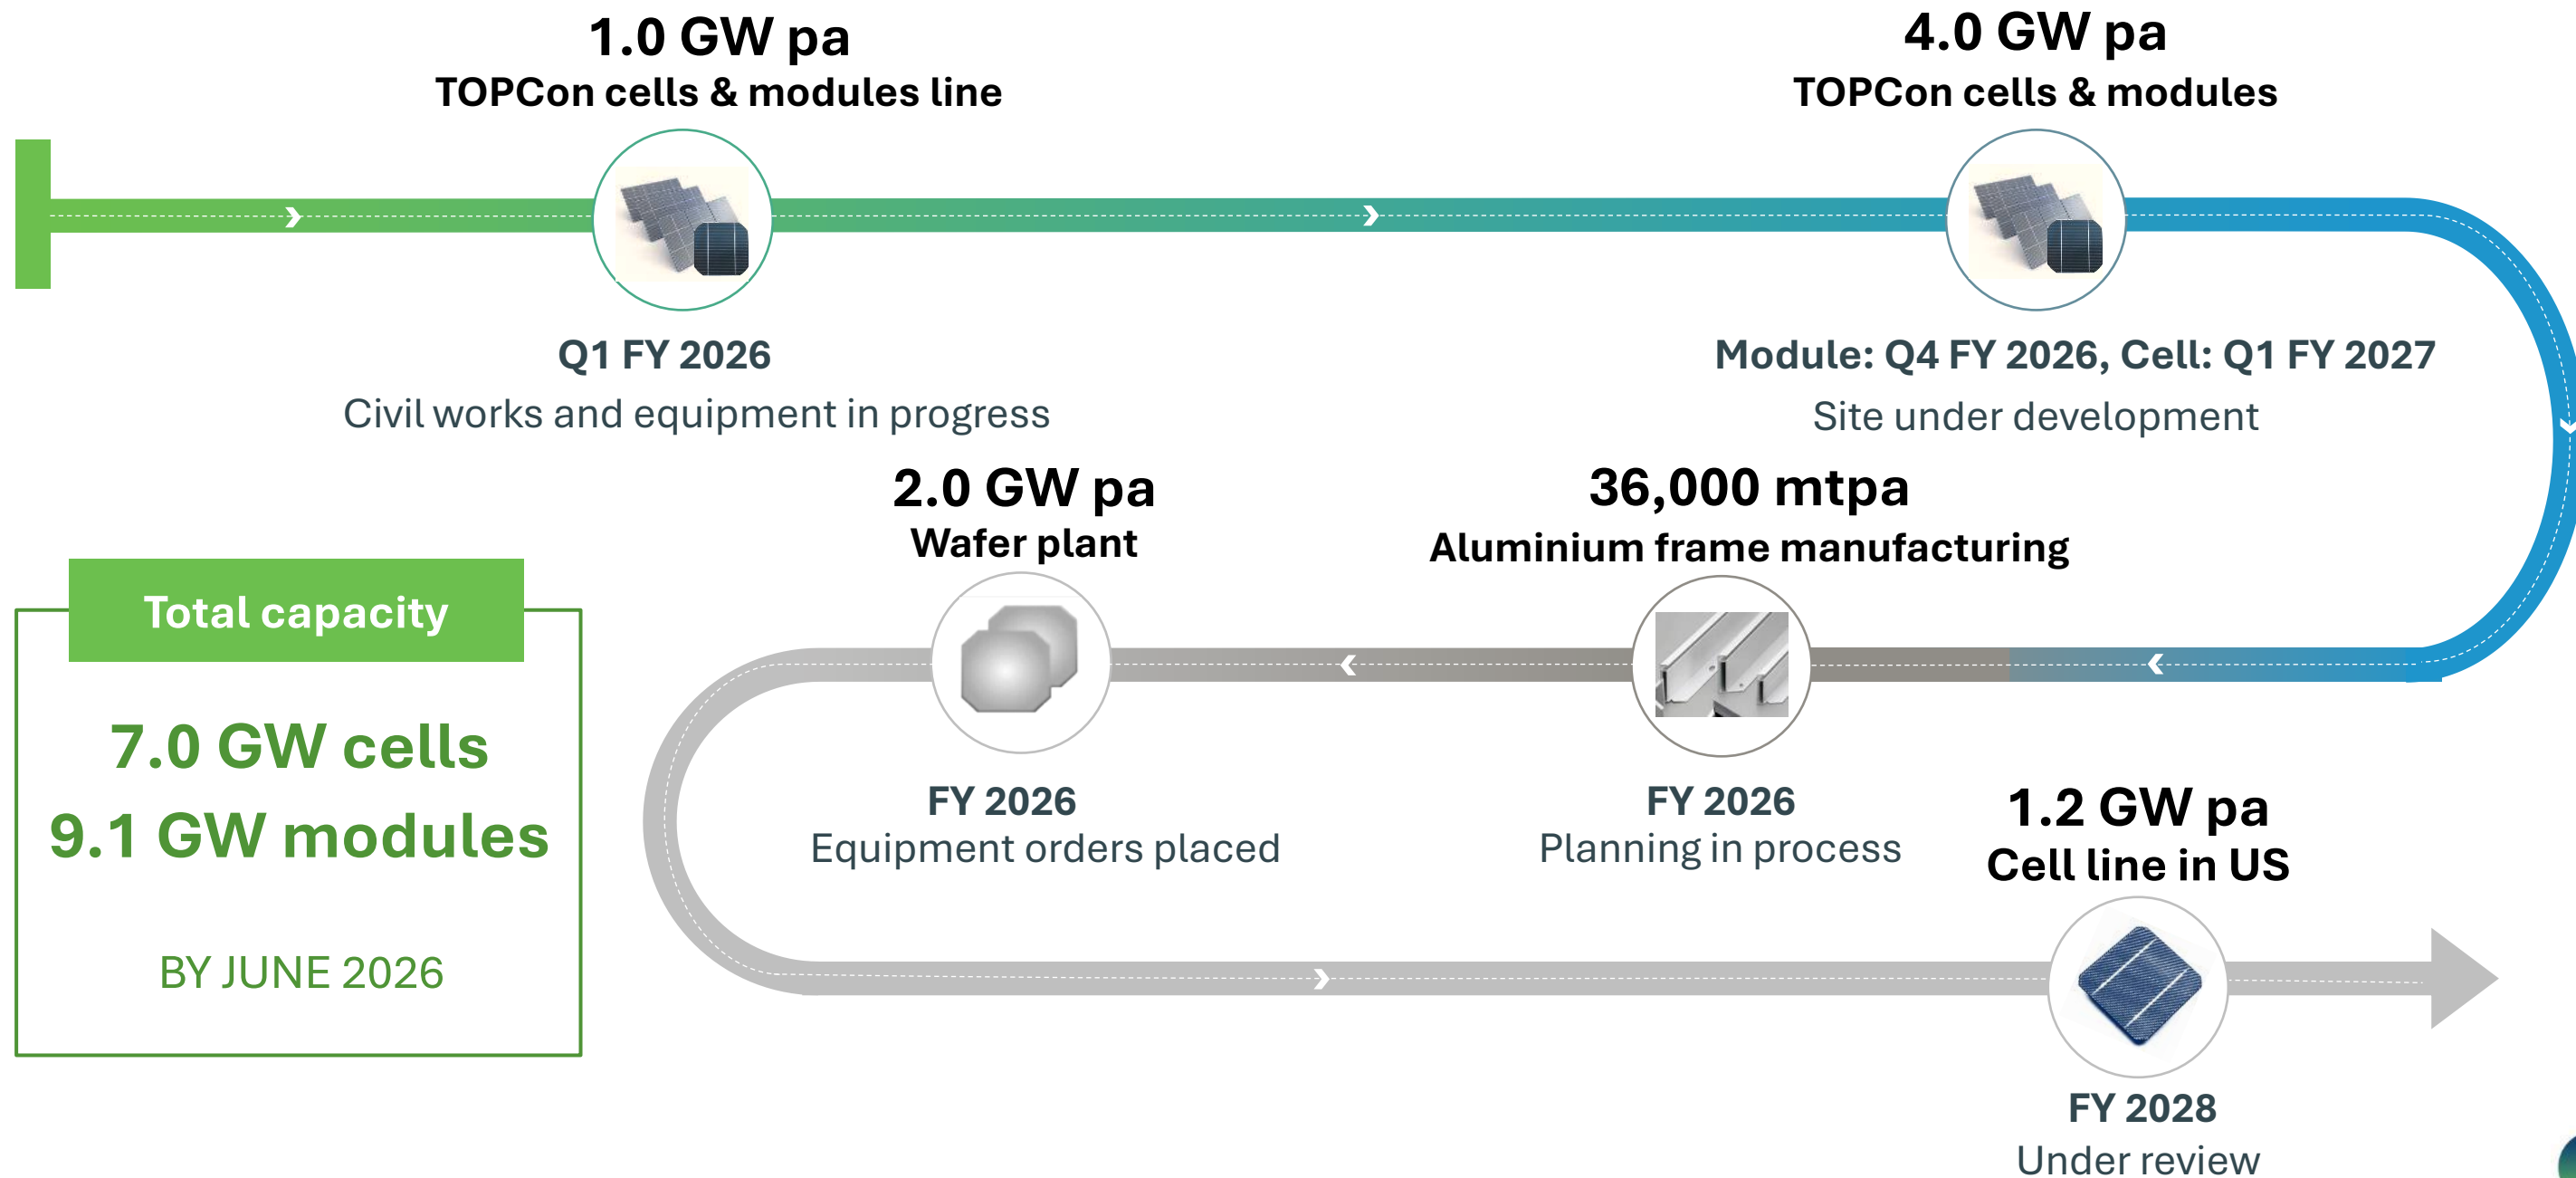 1.0 GW pa
TOPCon cells & modules line
Q1 FY 2026
Civil works and equipment in progress
4.0 GW pa
TOPCon cells & modules
Module: Q4 FY 2026, Cell: Q1 FY 2027
Site under development
36,000 mtpa
Aluminium frame manufacturing
FY 2026
Planning in process
2.0 GW pa
Wafer plant
FY 2026
Equipment orders placed
1.2 GW pa
Cell line in US
FY 2028
Under review
Total capacity
7.0 GW cells
9.1 GW modules
BY JUNE 2026